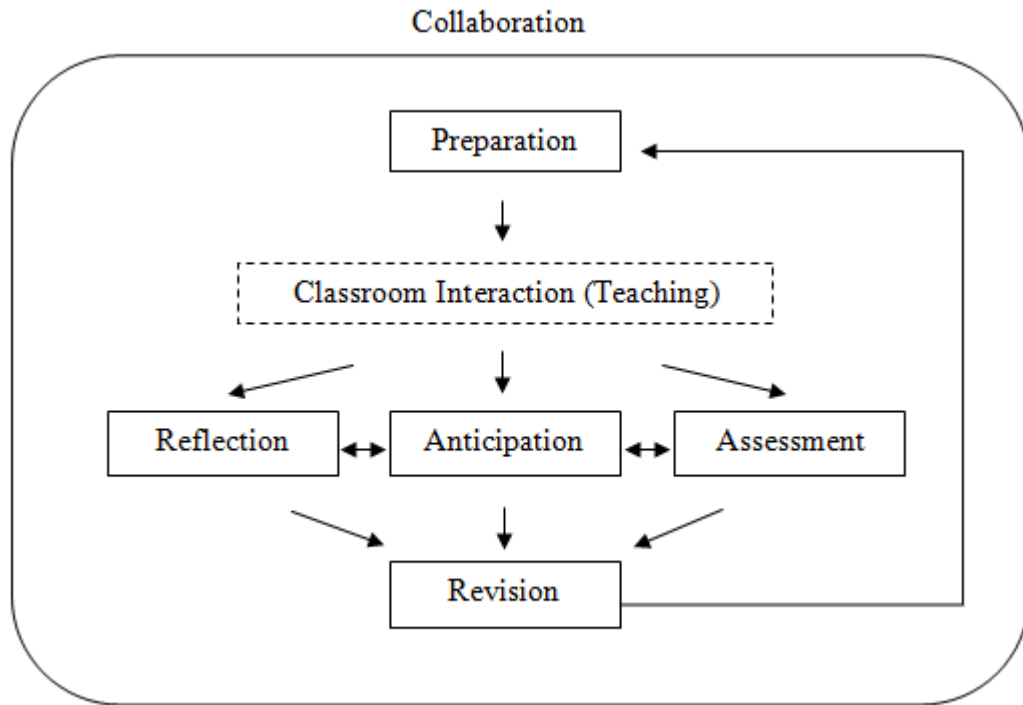 Collaboration
Preparation
Classroom Interaction (Teaching)
Reflection
Anticipation
Assessment
Revision